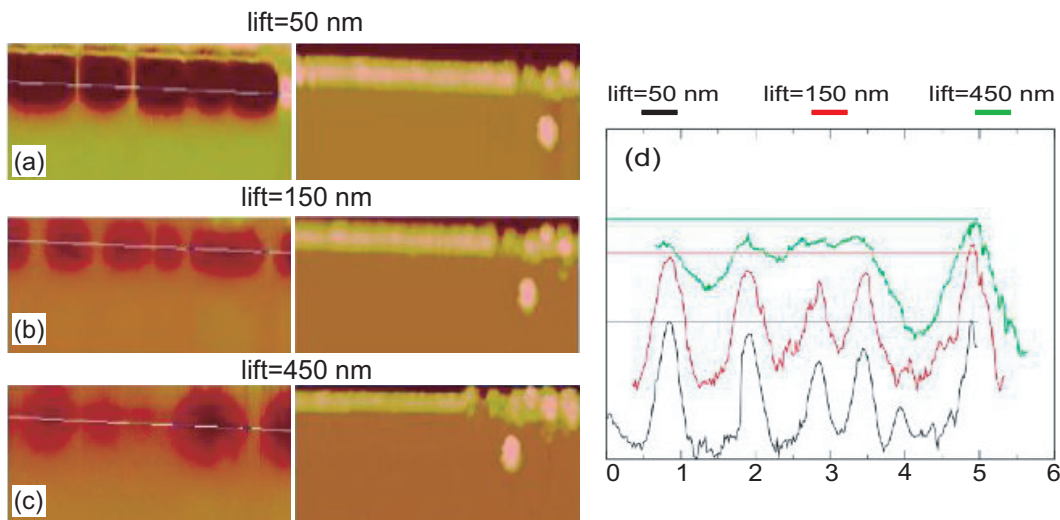 lift=50 nm
(a)
lift=150 nm
(b)
lift=450 nm
(c)
lift=50 nm lift=150 nm lift=450 nm
(d)
0 1 2 3 4 5 6